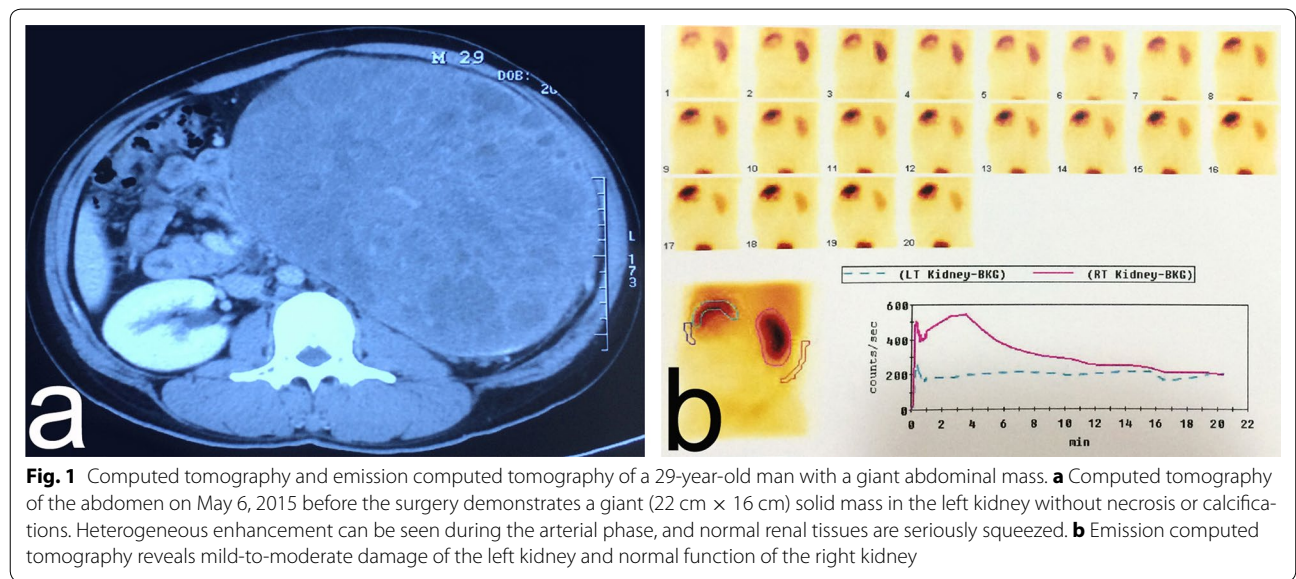 M 29
DOB:
20
L
1
7
3
a
1 2 3 4 5 6 7 8
9 10 11 12 13 14 15 16
17 18 19 20
(LT Kidney-BKG) (RT Kidney-BKG)
600
400
200
0
counts/sec
0 2 4 6 8 10 12 14 16 18 20 22
min
b
Fig. 1 Computed tomography and emission computed tomography of a 29-year-old man with a giant abdominal mass. a Computed tomography
of the abdomen on May 6, 2015 before the surgery demonstrates a giant (22 cm × 16 cm) solid mass in the left kidney without necrosis or calcifica-
tions. Heterogeneous enhancement can be seen during the arterial phase, and normal renal tissues are seriously squeezed. b Emission computed
tomography reveals mild-to-moderate damage of the left kidney and normal function of the right kidney